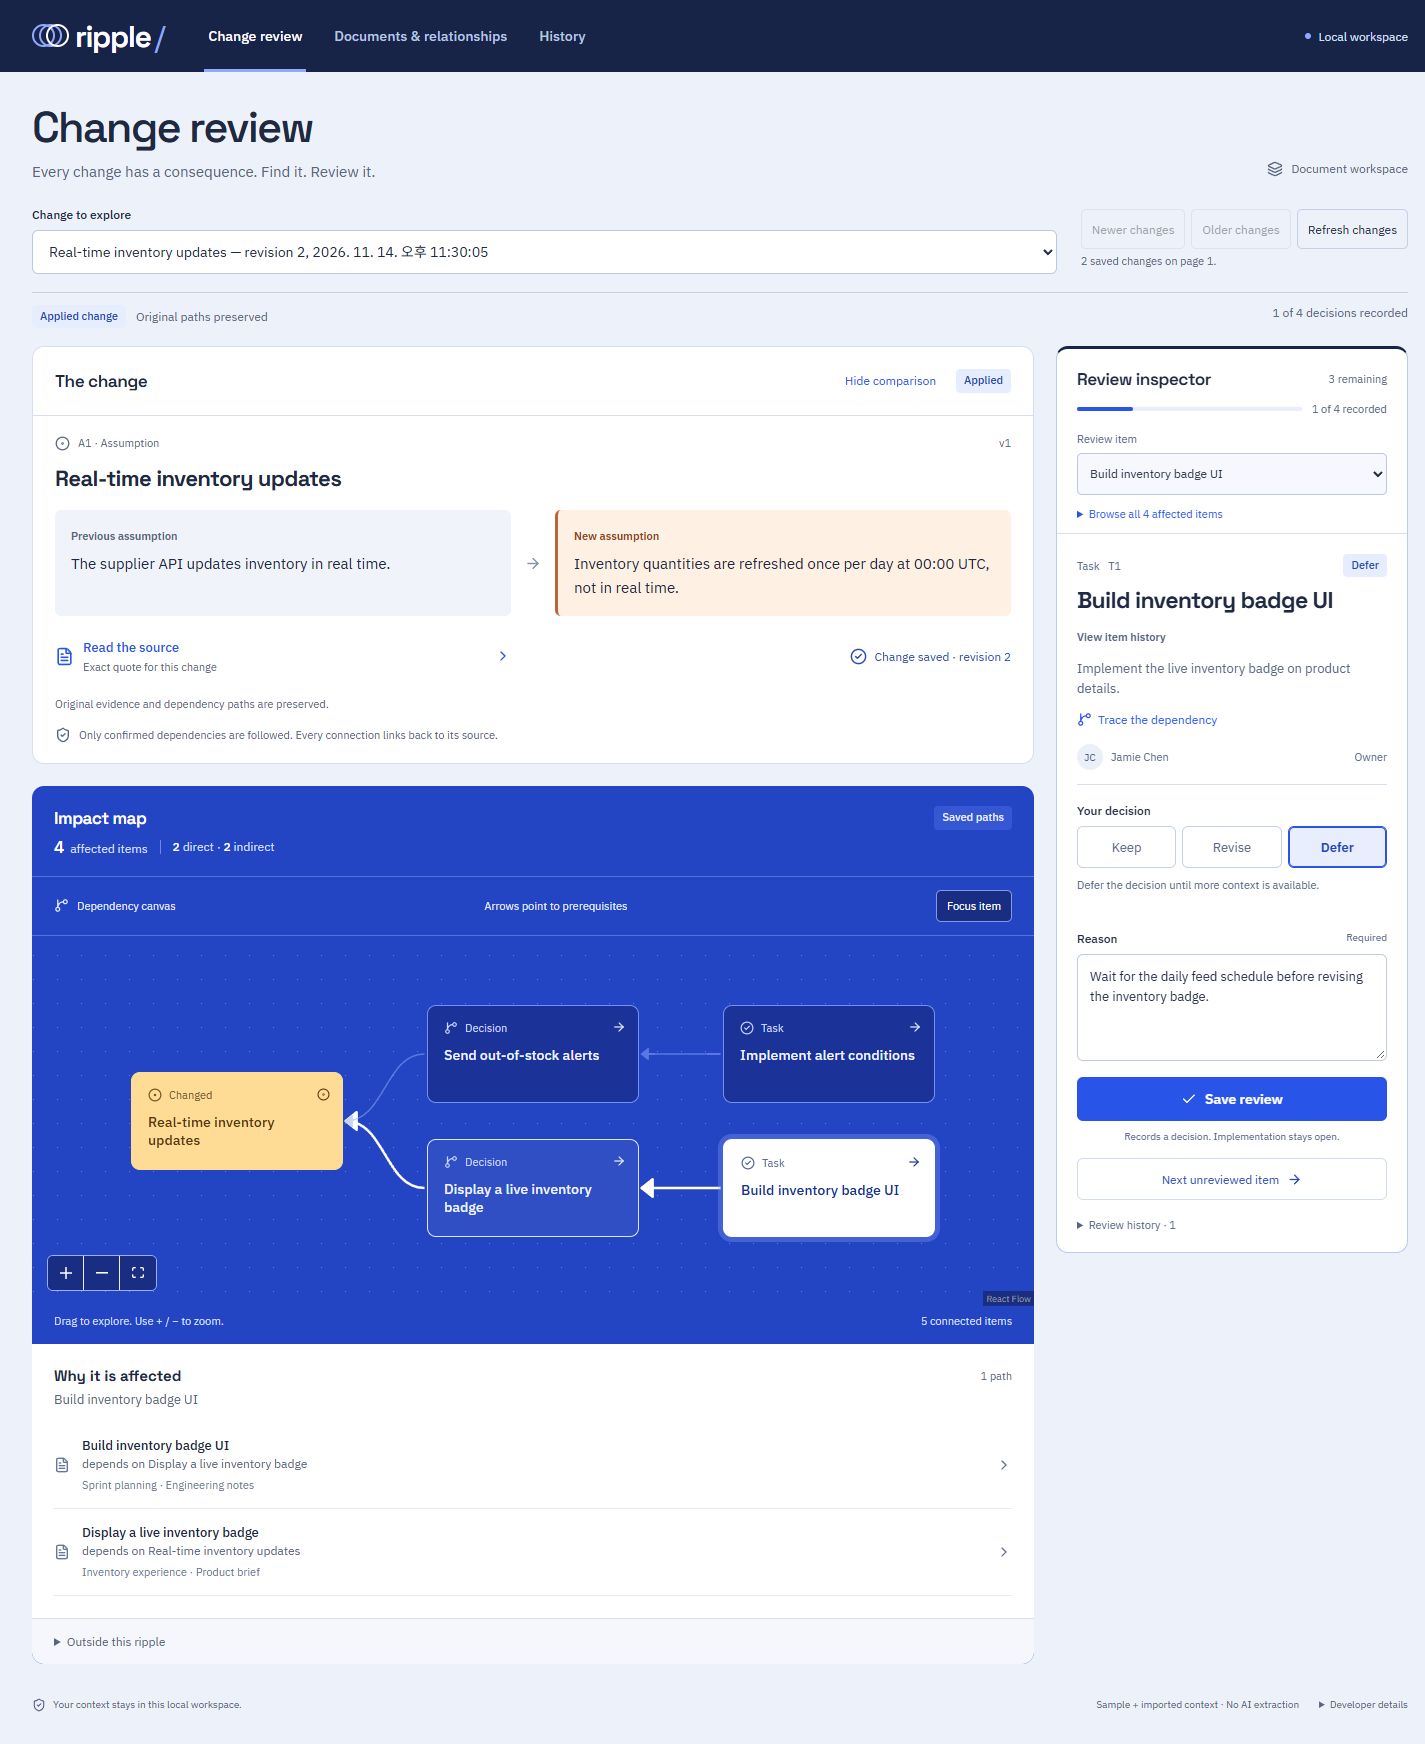 ripple/
Change review
Documents & relationships
History
Local workspace
Change review
Every change has a consequence. Find it. Review it.
Document workspace
Change to explore
Real-time inventory updates — revision 2, 2026. 11. 14. 오후 11:30:05
Newer changes
Older changes
Refresh changes
2 saved changes on page 1.
Applied change
Original paths preserved
1 of 4 decisions recorded
The change
Hide comparison
Applied
A1 · Assumption
v1
Real-time inventory updates
Previous assumption
The supplier API updates inventory in real time.
New assumption
Inventory quantities are refreshed once per day at 00:00 UTC,
not in real time.
Read the source
Exact quote for this change
Change saved · revision 2
Original evidence and dependency paths are preserved.
Only confirmed dependencies are followed. Every connection links back to its source.
Impact map
Saved paths
4 affected items
2 direct · 2 indirect
Dependency canvas
Arrows point to prerequisites
Focus item
Decision
Send out-of-stock alerts
Task
Implement alert conditions
Changed
Real-time inventory
updates
Decision
Display a live inventory
badge
Task
Build inventory badge UI
React Flow
Drag to explore. Use + / − to zoom.
5 connected items
Why it is affected
1 path
Build inventory badge UI
Build inventory badge UI
depends on Display a live inventory badge
Sprint planning · Engineering notes
Display a live inventory badge
depends on Real-time inventory updates
Inventory experience · Product brief
Outside this ripple
Review inspector
3 remaining
1 of 4 recorded
Review item
Build inventory badge UI
Browse all 4 affected items
Task T1
Defer
Build inventory badge UI
View item history
Implement the live inventory badge on product
details.
Trace the dependency
JC
Jamie Chen
Owner
Your decision
Keep
Revise
Defer
Defer the decision until more context is available.
Reason
Required
Wait for the daily feed schedule before revising
the inventory badge.
Save review
Records a decision. Implementation stays open.
Next unreviewed item
Review history · 1
Your context stays in this local workspace.
Sample + imported context · No AI extraction
Developer details